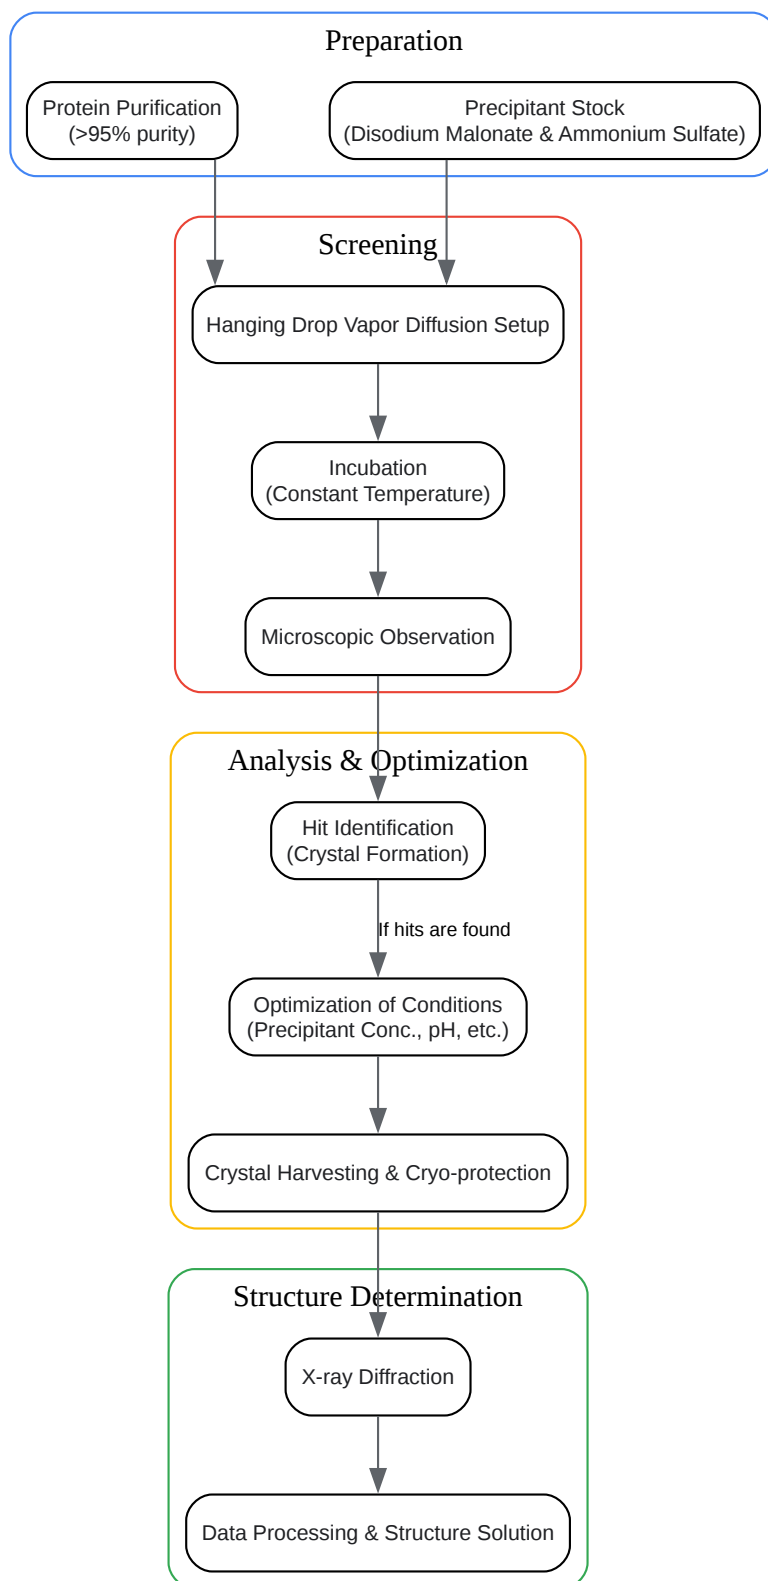 Preparation
Protein Purification
(>95% purity)
Precipitant Stock
(Disodium Malonate & Ammonium Sulfate)
Screening
Hanging Drop Vapor Diffusion Setup
Incubation
(Constant Temperature)
Microscopic Observation
Analysis & Optimization
Hit Identification
(Crystal Formation)
If hits are found
Optimization of Conditions
(Precipitant Conc., pH, etc.)
Crystal Harvesting & Cryo-protection
Structure Determination
X-ray Diffraction
Data Processing & Structure Solution